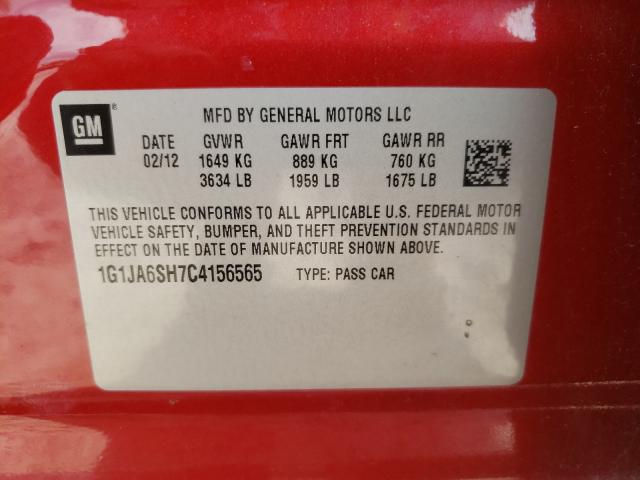 GM ®
MFD BY GENERAL MOTORS LLC
DATE GVWR GAWR FRT GAWR RR
02/12 1649 KG 889 KG 760 KG
3634 LB 1959 LB 1675 LB
THIS VEHICLE CONFORMS TO ALL APPLICABLE U.S. FEDERAL MOTOR
VEHICLE SAFETY, BUMPER, AND THEFT PREVENTION STANDARDS IN
EFFECT ON THE DATE OF MANUFACTURE SHOWN ABOVE.
1G1JA6SH7C4156565 TYPE: PASS CAR